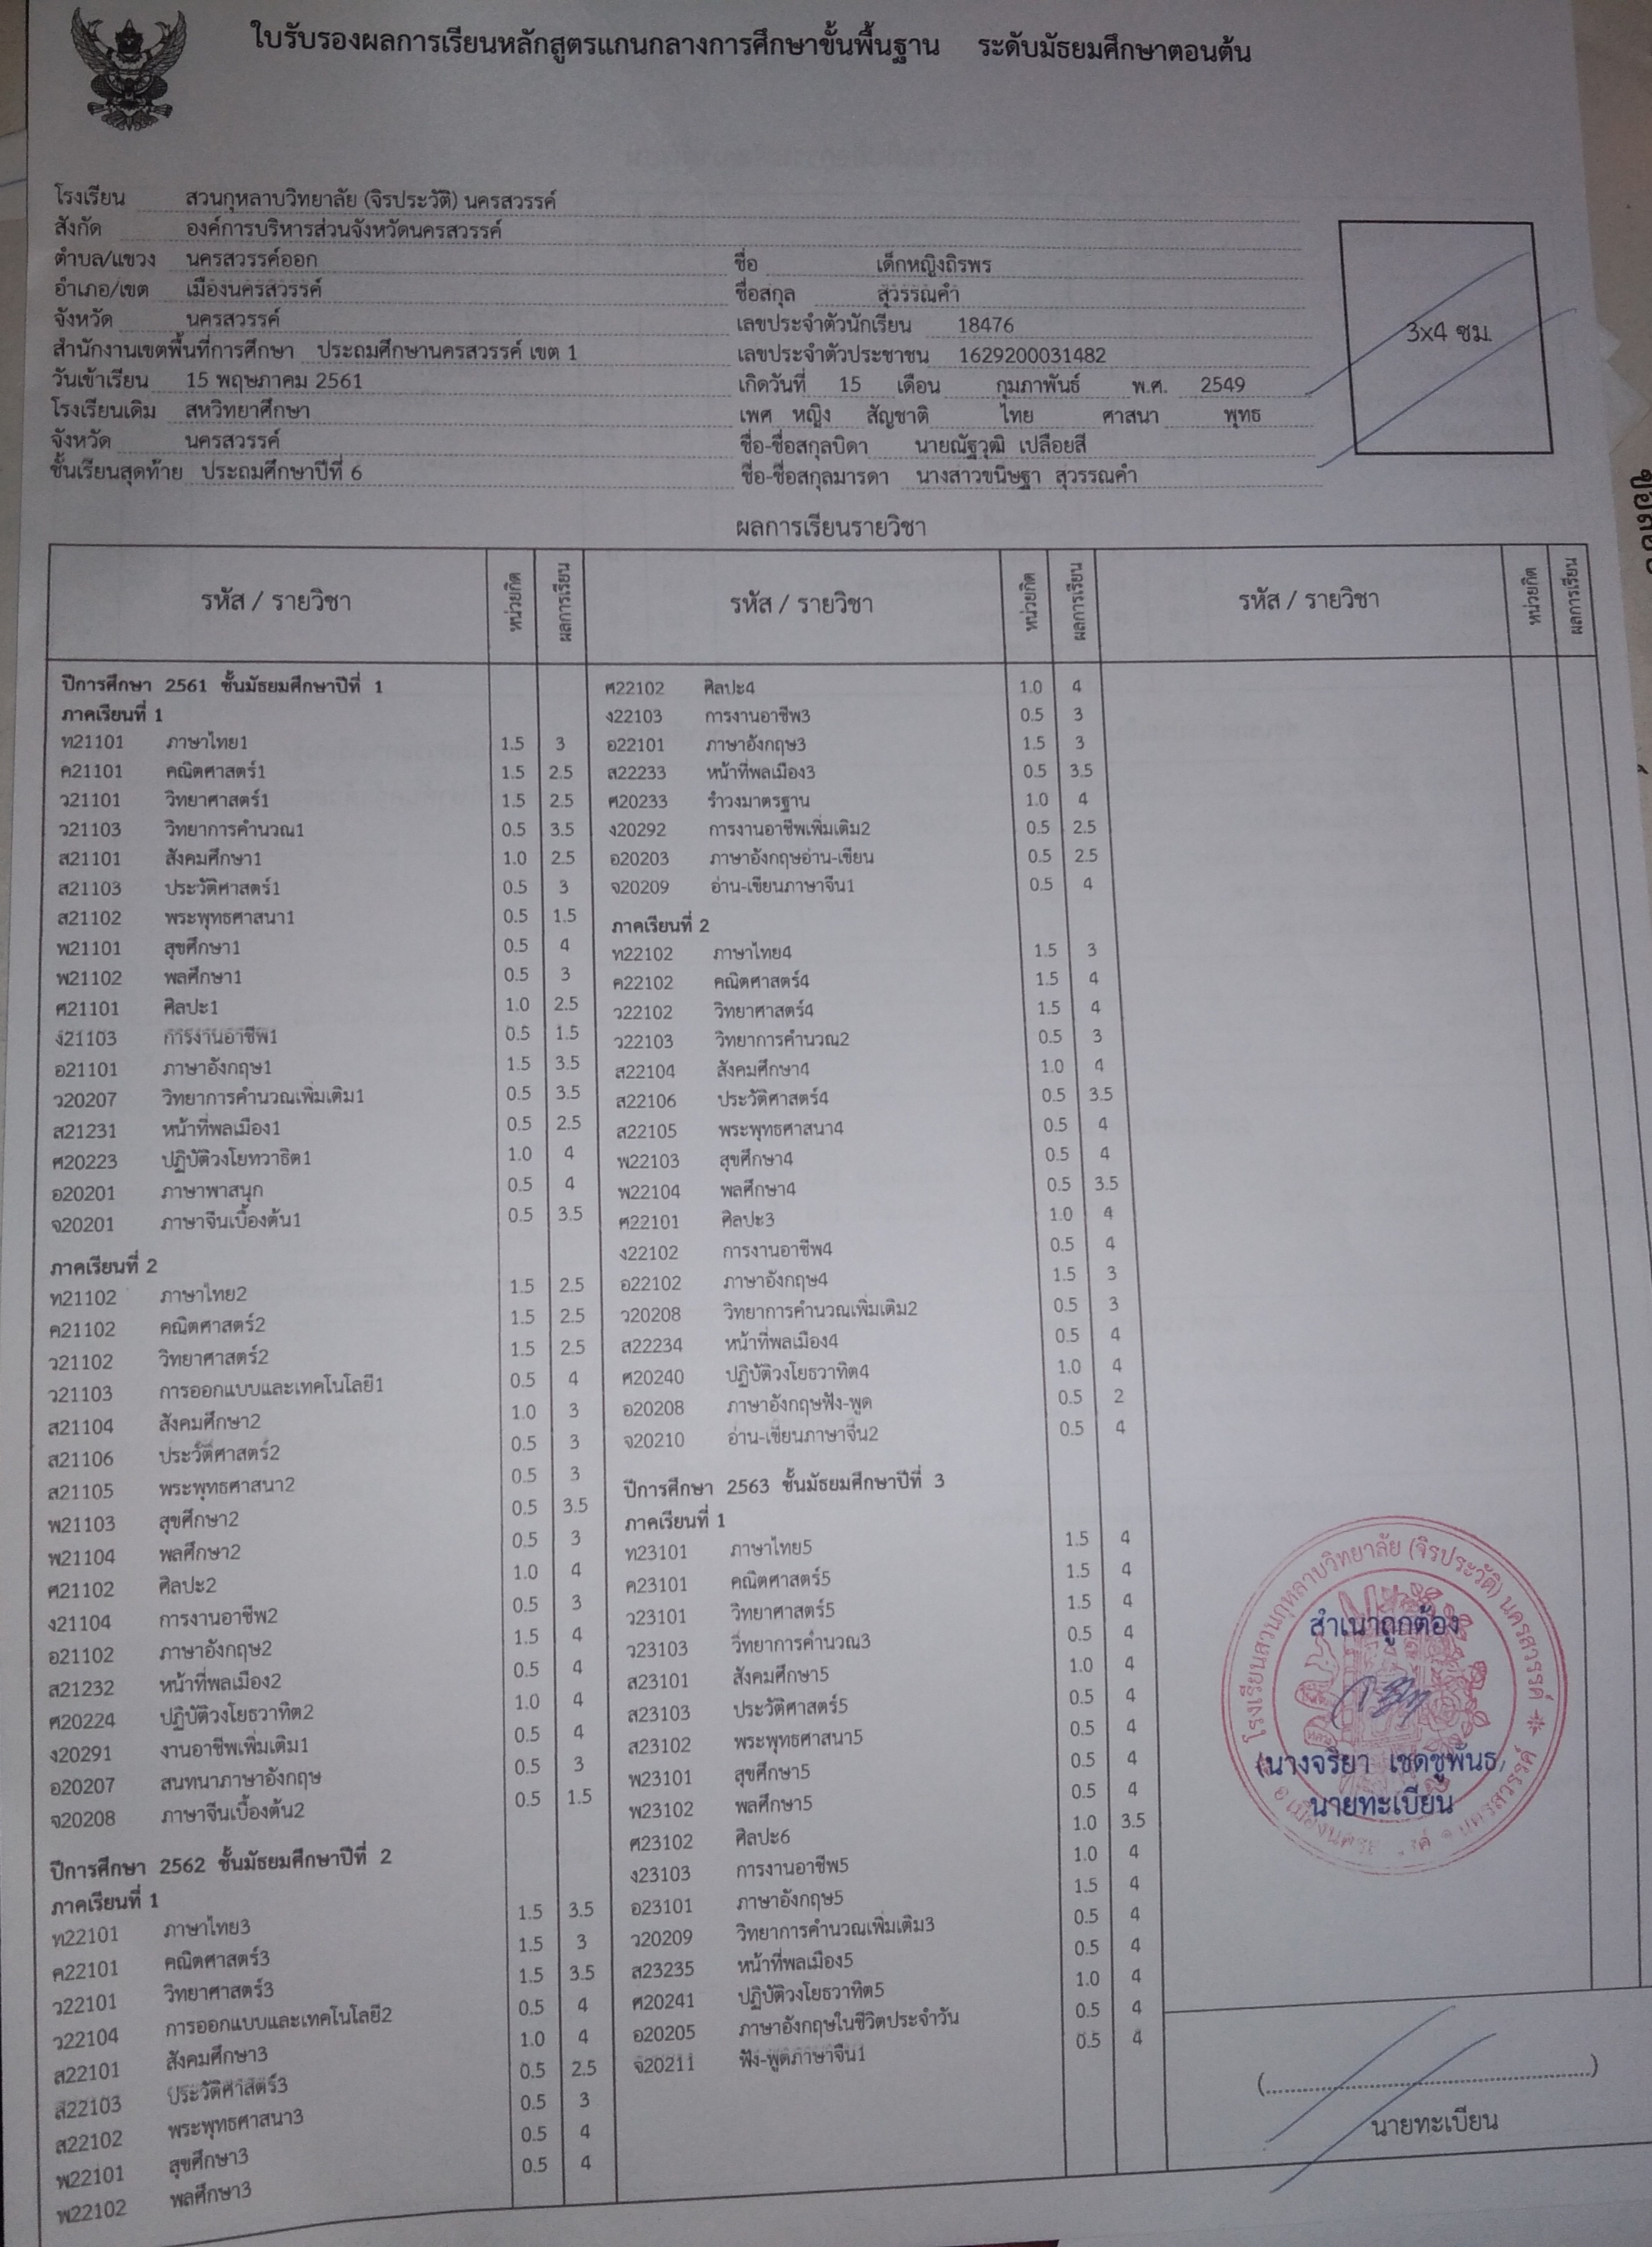 ใบรับรองผลการเรียนหลักสูตรแกนกลางการศึกษาขั้นพื้นฐาน ระดับมัธยมศึกษาตอนต้น
โรงเรียน สวนกุหลาบวิทยาลัย (จิรประวัติ) นครสวรรค์
สังกัด องค์การบริหารส่วนจังหวัดนครสวรรค์
ตำบล/แขวง นครสวรรค์ออก
อำเภอ/เขต เมืองนครสวรรค์
จังหวัด นครสวรรค์
สำนักงานเขตพื้นที่การศึกษา ประถมศึกษานครสวรรค์ เขต 1
วันเข้าเรียน 15 พฤษภาคม 2561
โรงเรียนเดิม สหวิทยาศึกษา
จังหวัด นครสวรรค์
ชั้นเรียนสุดท้าย ประถมศึกษาปีที่ 6
ชื่อ เด็กหญิงถิรพร
ชื่อสกุล สุวรรณคำ
เลขประจำตัวนักเรียน 18476
เลขประจำตัวประชาชน 1629200031482
เกิดวันที่ 15 เดือน กุมภาพันธ์ พ.ศ. 2549
เพศ หญิง สัญชาติ ไทย ศาสนา พุทธ
ชื่อ-ชื่อสกุลบิดา นายณัฐวุฒิ เปลือยสี
ชื่อ-ชื่อสกุลมารดา นางสาวขนิษฐา สุวรรณคำ
3x4 ซม.
ผลการเรียนรายวิชา
รหัส / รายวิชา หน่วยกิต ผลการเรียน รหัส / รายวิชา หน่วยกิต ผลการเรียน รหัส / รายวิชา หน่วยกิต ผลการเรียน
ปีการศึกษา 2561 ชั้นมัธยมศึกษาปีที่ 1
ภาคเรียนที่ 1
ท21101 ภาษาไทย1 1.5 3
ค21101 คณิตศาสตร์1 1.5 2.5
ว21101 วิทยาศาสตร์1 1.5 2.5
ว21103 วิทยาการคำนวณ1 0.5 3.5
ส21101 สังคมศึกษา1 1.0 2.5
ส21103 ประวัติศาสตร์1 0.5 3
ส21102 พระพุทธศาสนา1 0.5 1.5
พ21101 สุขศึกษา1 0.5 4
พ21102 พลศึกษา1 0.5 3
ศ21101 ศิลปะ1 1.0 2.5
ง21103 การงานอาชีพ1 0.5 1.5
อ21101 ภาษาอังกฤษ1 1.5 3.5
ว20207 วิทยาการคำนวณเพิ่มเติม1 0.5 3.5
ส21231 หน้าที่พลเมือง1 0.5 2.5
ศ20223 ปฏิบัติวงโยทวาธิต1 1.0 4
อ20201 ภาษาพาสนุก 0.5 4
จ20201 ภาษาจีนเบื้องต้น1 0.5 3.5
ภาคเรียนที่ 2
ท21102 ภาษาไทย2 1.5 2.5
ค21102 คณิตศาสตร์2 1.5 2.5
ว21102 วิทยาศาสตร์2 1.5 2.5
ว21103 การออกแบบและเทคโนโลยี1 0.5 4
ส21104 สังคมศึกษา2 1.0 3
ส21106 ประวัติศาสตร์2 0.5 3
ส21105 พระพุทธศาสนา2 0.5 3
พ21103 สุขศึกษา2 0.5 3.5
พ21104 พลศึกษา2 0.5 3
ศ21102 ศิลปะ2 1.0 4
ง21104 การงานอาชีพ2 0.5 3
อ21102 ภาษาอังกฤษ2 1.5 4
ส21232 หน้าที่พลเมือง2 0.5 4
ศ20224 ปฏิบัติวงโยธวาทิต2 1.0 4
ง20291 งานอาชีพเพิ่มเติม1 0.5 4
อ20207 สนทนาภาษาอังกฤษ 0.5 3
จ20208 ภาษาจีนเบื้องต้น2 0.5 1.5
ปีการศึกษา 2562 ชั้นมัธยมศึกษาปีที่ 2
ภาคเรียนที่ 1
ท22101 ภาษาไทย3 1.5 3.5
ค22101 คณิตศาสตร์3 1.5 3
ว22101 วิทยาศาสตร์3 1.5 3.5
ว22104 การออกแบบและเทคโนโลยี2 0.5 4
ส22101 สังคมศึกษา3 1.0 4
ส22103 ประวัติศาสตร์3 0.5 2.5
ส22102 พระพุทธศาสนา3 0.5 3
พ22101 สุขศึกษา3 0.5 4
พ22102 พลศึกษา3 0.5 4
ศ22102 ศิลปะ4 1.0 4
ง22103 การงานอาชีพ3 0.5 3
อ22101 ภาษาอังกฤษ3 1.5 3
ส22233 หน้าที่พลเมือง3 0.5 3.5
ศ20233 รำวงมาตรฐาน 1.0 4
ง20292 การงานอาชีพเพิ่มเติม2 0.5 2.5
อ20203 ภาษาอังกฤษอ่าน-เขียน 0.5 2.5
จ20209 อ่าน-เขียนภาษาจีน1 0.5 4
ภาคเรียนที่ 2
ท22102 ภาษาไทย4 1.5 3
ค22102 คณิตศาสตร์4 1.5 4
ว22102 วิทยาศาสตร์4 1.5 4
ว22103 วิทยาการคำนวณ2 0.5 3
ส22104 สังคมศึกษา4 1.0 4
ส22106 ประวัติศาสตร์4 0.5 3.5
ส22105 พระพุทธศาสนา4 0.5 4
พ22103 สุขศึกษา4 0.5 4
พ22104 พลศึกษา4 0.5 3.5
ศ22101 ศิลปะ3 1.0 4
ง22102 การงานอาชีพ4 0.5 4
อ22102 ภาษาอังกฤษ4 1.5 3
ว20208 วิทยาการคำนวณเพิ่มเติม2 0.5 3
ส22234 หน้าที่พลเมือง4 0.5 4
ศ20240 ปฏิบัติวงโยธวาทิต4 1.0 4
อ20208 ภาษาอังกฤษฟัง-พูด 0.5 2
จ20210 อ่าน-เขียนภาษาจีน2 0.5 4
ปีการศึกษา 2563 ชั้นมัธยมศึกษาปีที่ 3
ภาคเรียนที่ 1
ท23101 ภาษาไทย5 1.5 4
ค23101 คณิตศาสตร์5 1.5 4
ว23101 วิทยาศาสตร์5 1.5 4
ว23103 วิทยาการคำนวณ3 0.5 4
ส23101 สังคมศึกษา5 1.0 4
ส23103 ประวัติศาสตร์5 0.5 4
ส23102 พระพุทธศาสนา5 0.5 4
พ23101 สุขศึกษา5 0.5 4
พ23102 พลศึกษา5 0.5 4
ศ23102 ศิลปะ6 1.0 3.5
ง23103 การงานอาชีพ5 1.0 4
อ23101 ภาษาอังกฤษ5 1.5 4
ว20209 วิทยาการคำนวณเพิ่มเติม3 0.5 4
ส23235 หน้าที่พลเมือง5 0.5 4
ศ20241 ปฏิบัติวงโยธวาทิต5 1.0 4
อ20205 ภาษาอังกฤษในชีวิตประจำวัน 0.5 4
จ20211 ฟัง-พูดภาษาจีน1 0.5 4
โรงเรียนสวนกุหลาบวิทยาลัย (จิรประวัติ) นครสวรรค์
สำเนาถูกต้อง
(นางจริยา เชดชูพันธ์)
นายทะเบียน
(........................................)
นายทะเบียน